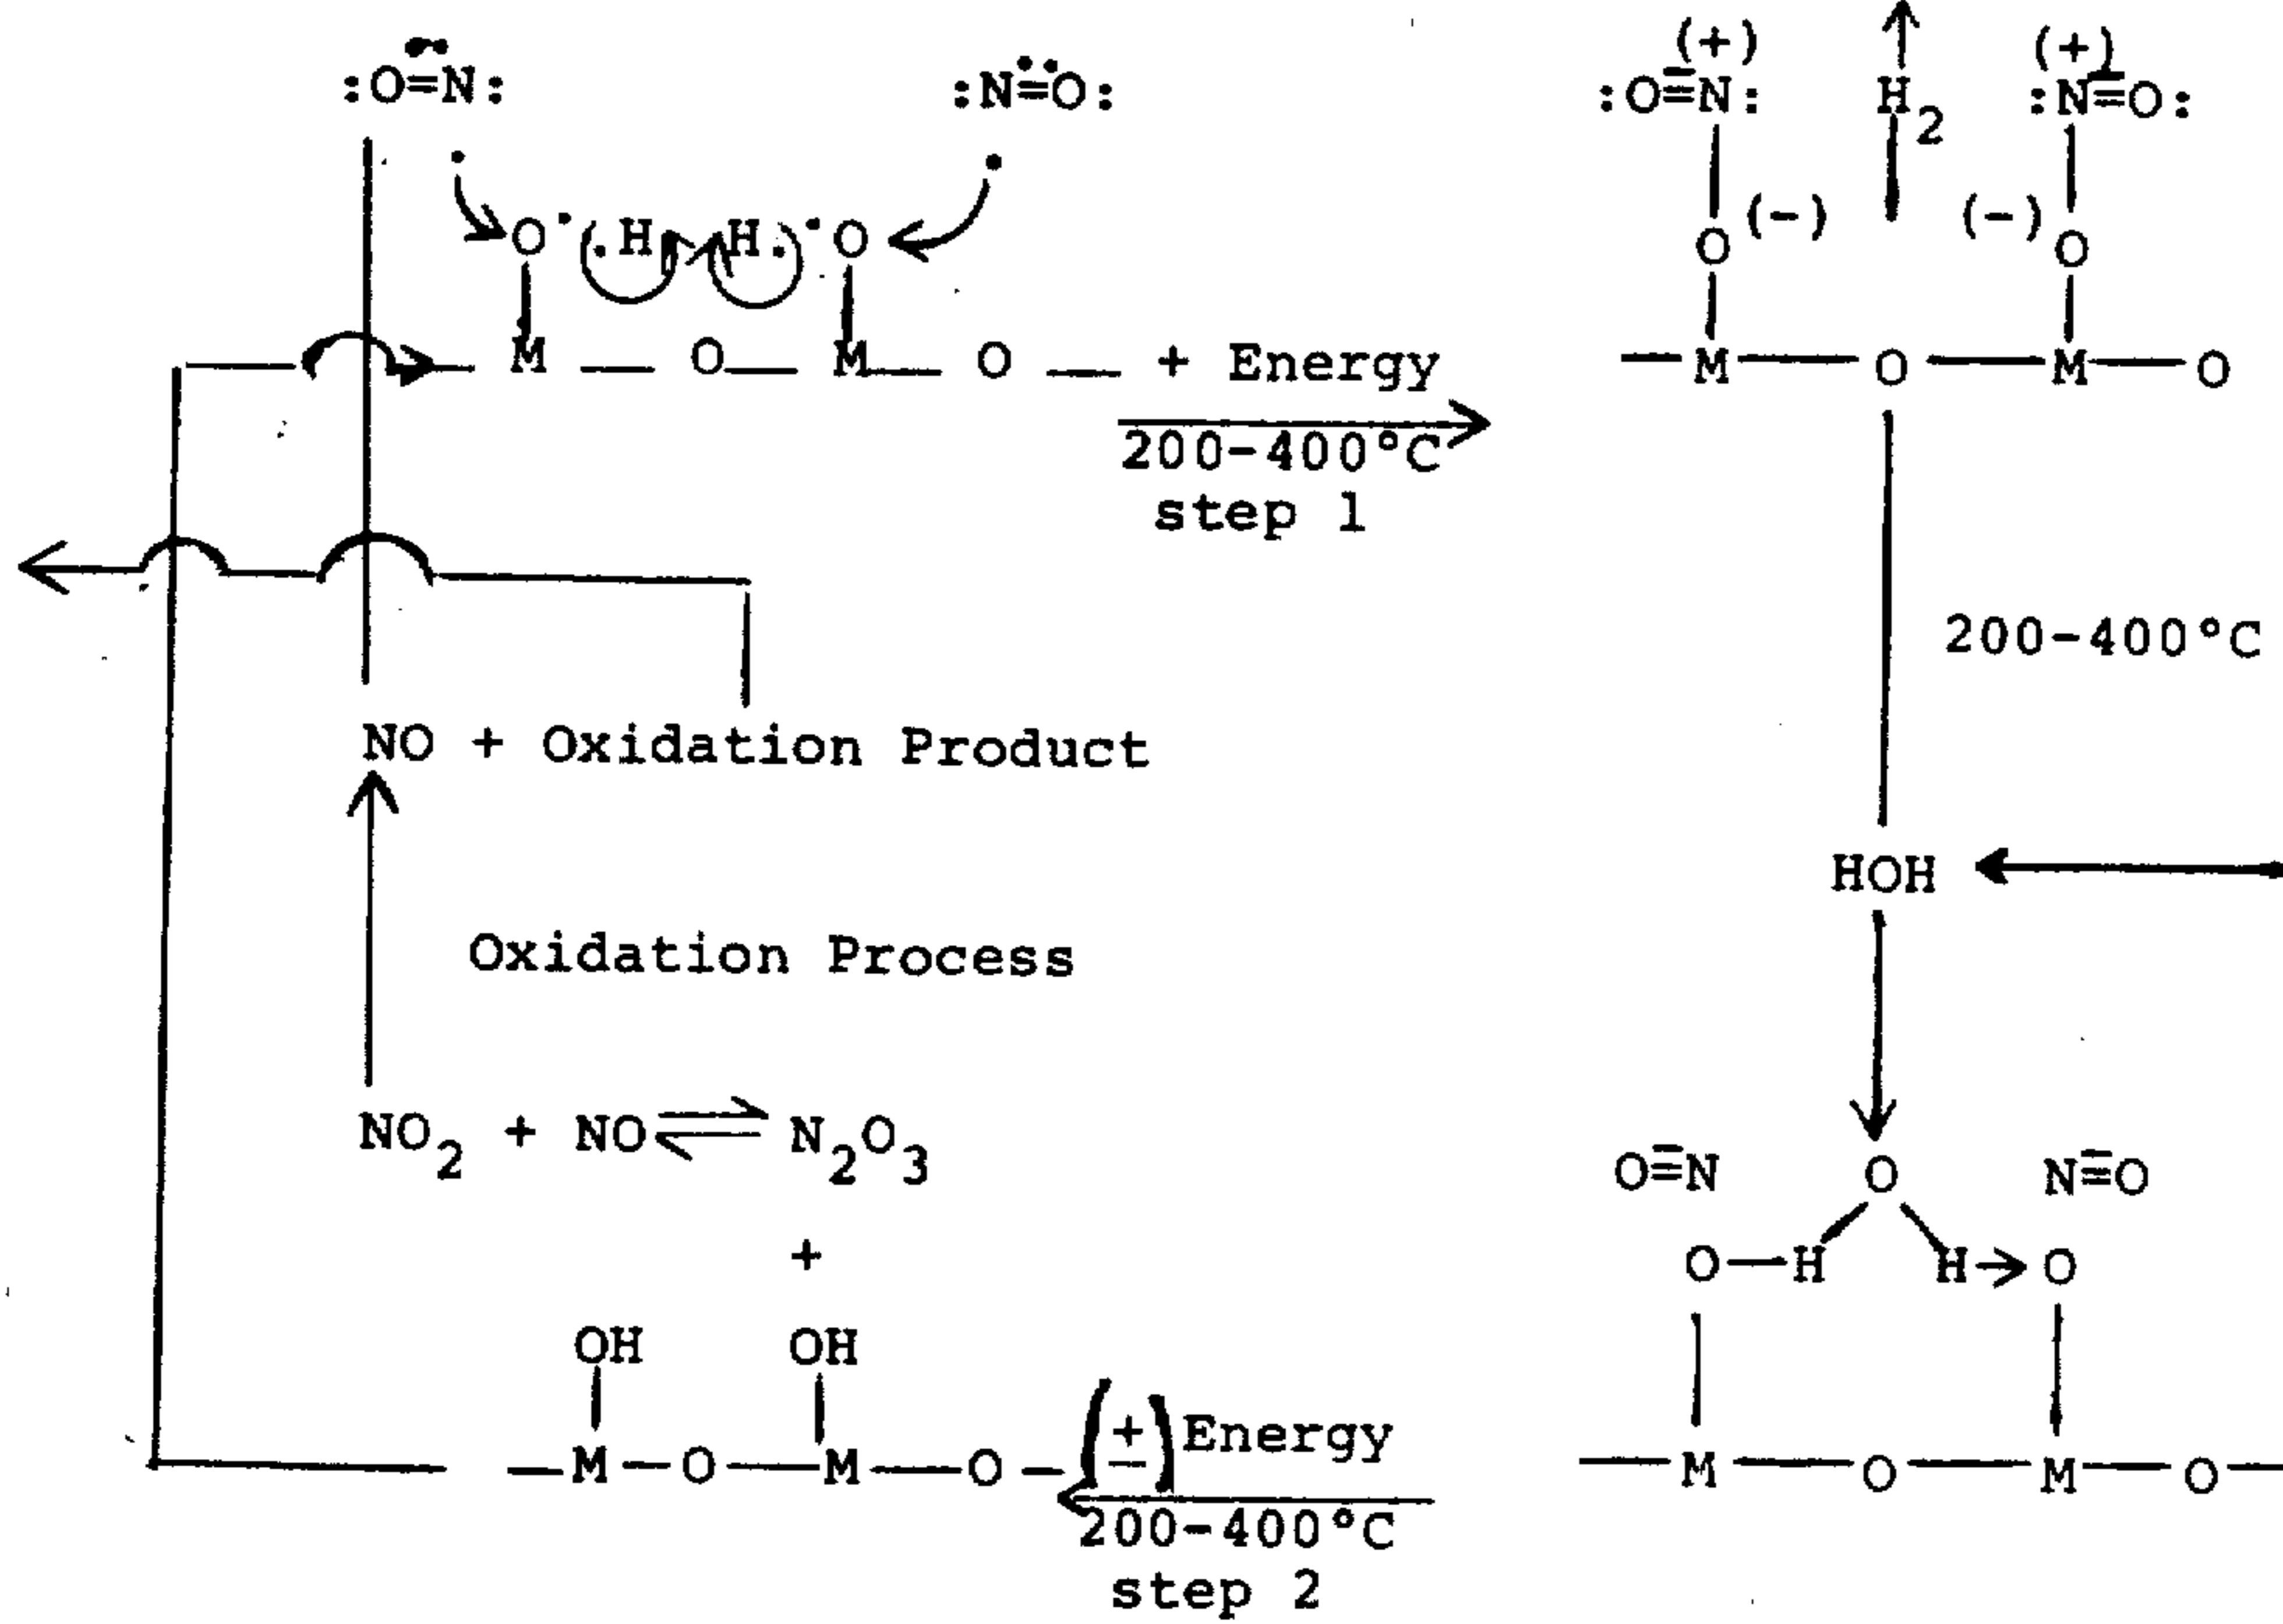 :O=N: :N=O: :O=N: (+) H2 (+) :N=O:
O· (.H H.) ·O O (-) (-) O
M — O — M — O — + Energy — M — O — M — O
200-400°C
step 1
200-400°C
NO + Oxidation Product
HOH
Oxidation Process
NO2 + NO ⇌ N2O3
O≡N O N≡O
+
O — H H → O
OH OH
— M — O — M — O — (±) Energy — M — O — M — O —
200-400°C
step 2